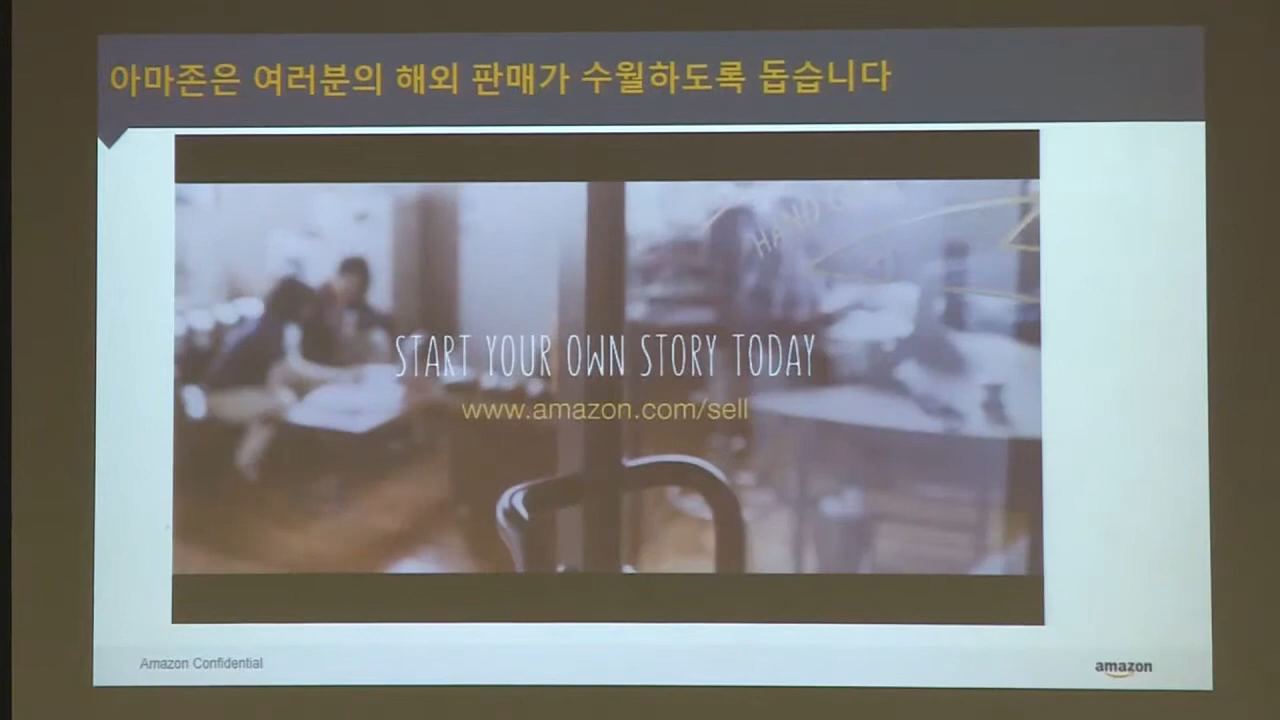 아마존은 여러분의 해외 판매가 수월하도록 돕습니다
HAND
START YOUR OWN STORY TODAY
www.amazon.com/sell
Amazon Confidential
amazon